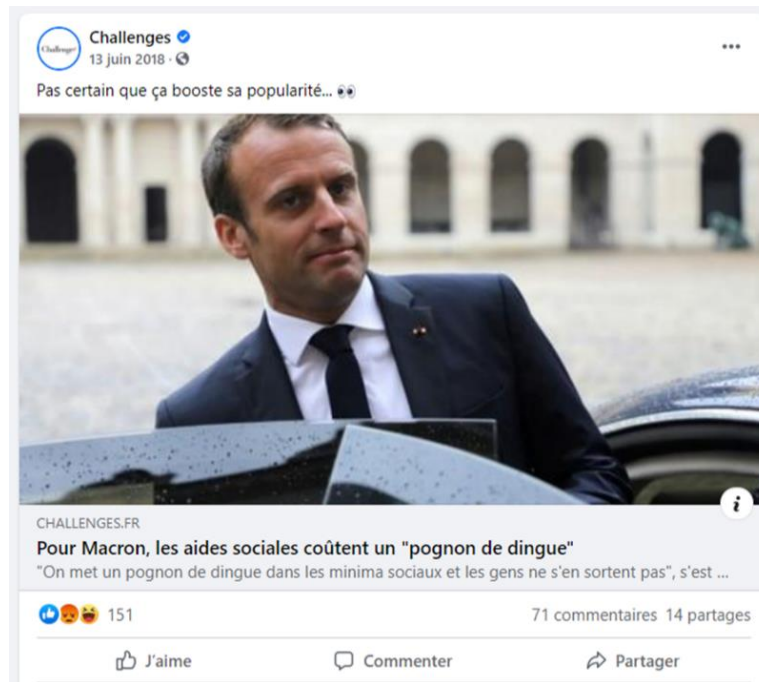 Challenges
Challenges
13 juin 2018 ·
Pas certain que ça booste sa popularité... 👀
CHALLENGES.FR
Pour Macron, les aides sociales coûtent un "pognon de dingue"
"On met un pognon de dingue dans les minima sociaux et les gens ne s'en sortent pas", s'est ...
151
71 commentaires 14 partages
J'aime
Commenter
Partager